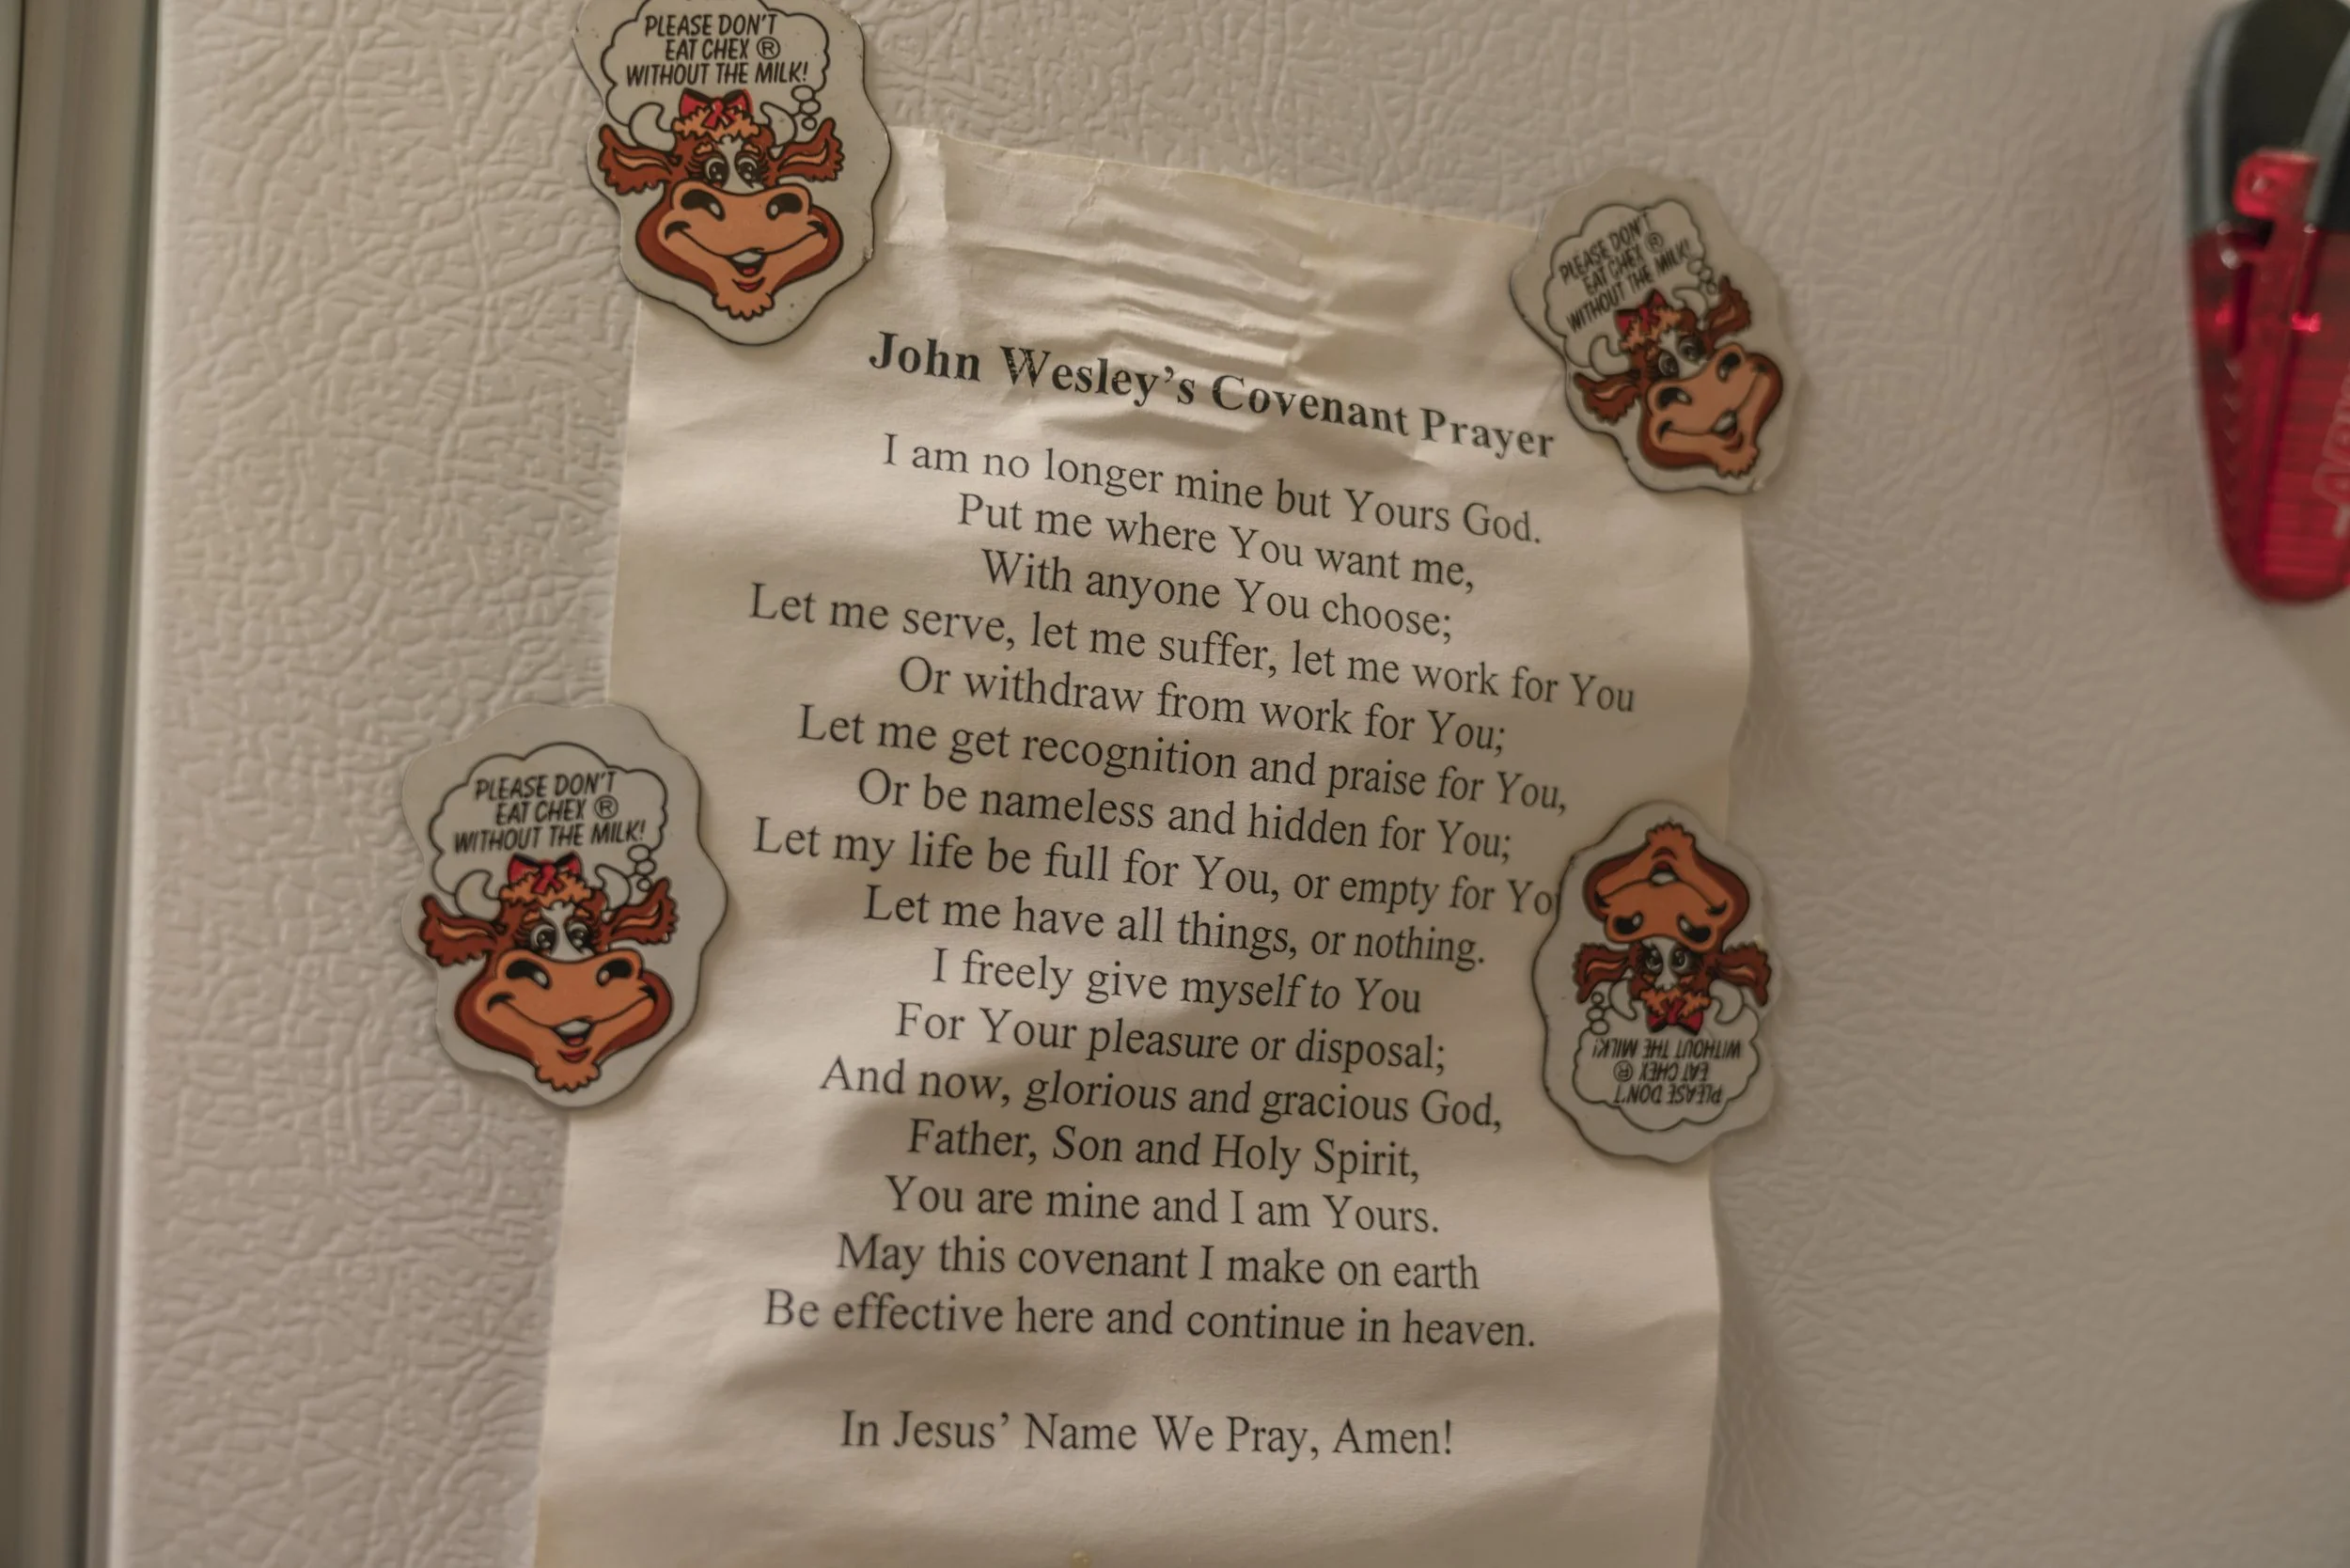 PLEASE DON'T
EAT CHEX ®
WITHOUT THE MILK!
PLEASE DON'T
EAT CHEX ®
WITHOUT THE MILK!
John Wesley's Covenant Prayer
I am no longer mine but Yours God.
Put me where You want me,
With anyone You choose;
Let me serve, let me suffer, let me work for You
Or withdraw from work for You;
Let me get recognition and praise for You,
Or be nameless and hidden for You;
Let my life be full for You, or empty for Yo
Let me have all things, or nothing.
I freely give myself to You
For Your pleasure or disposal;
And now, glorious and gracious God,
Father, Son and Holy Spirit,
You are mine and I am Yours.
May this covenant I make on earth
Be effective here and continue in heaven.
In Jesus' Name We Pray, Amen!
PLEASE DON'T
EAT CHEX ®
WITHOUT THE MILK!
PLEASE DON'T
EAT CHEX ®
WITHOUT THE MILK!